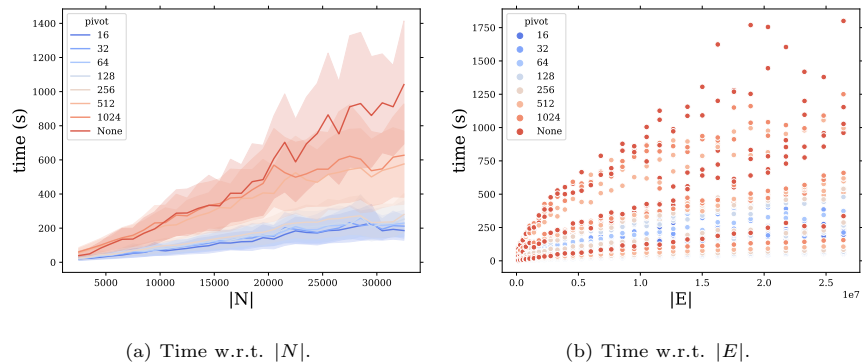 pivot
16
32
64
128
256
512
1024
None
time (s)
1400
1200
1000
800
600
400
200
0
5000 10000 15000 20000 25000 30000
|N|
pivot
16
32
64
128
256
512
1024
None
time (s)
1750
1500
1250
1000
750
500
250
0
0.0 0.5 1.0 1.5 2.0 2.5
1e7
|E|
(a) Time w.r.t. |N|.
(b) Time w.r.t. |E|.